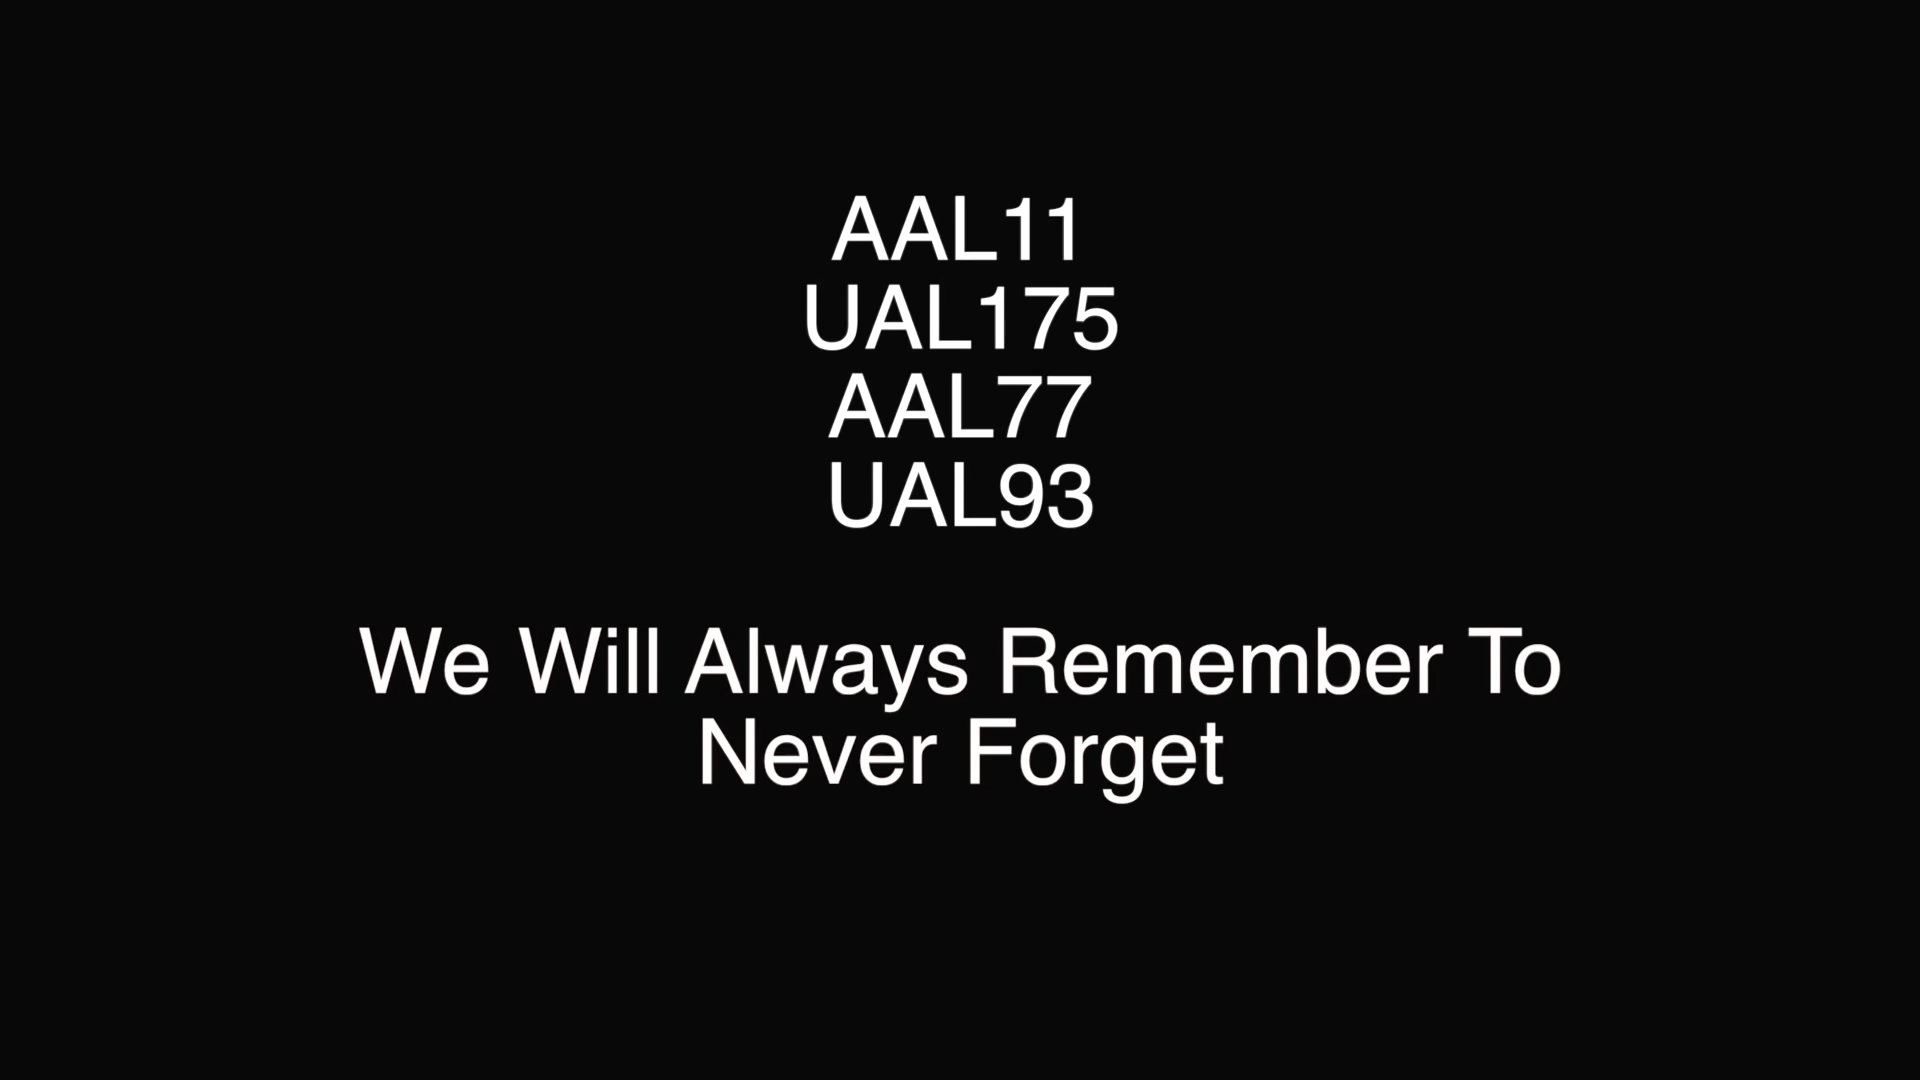 AAL11
UAL175
AAL77
UAL93
We Will Always Remember To
Never Forget